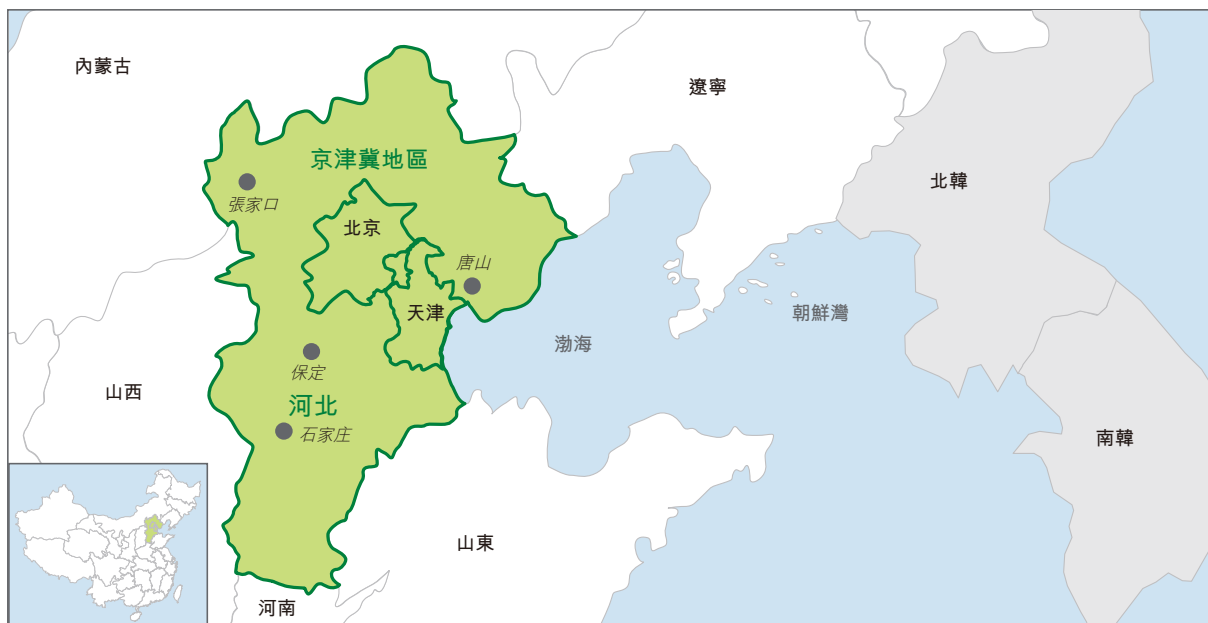 內蒙古
遼寧
京津冀地區
北韓
張家口
北京
唐山
天津
朝鮮灣
渤海
保定
山西
河北
石家庄
南韓
山東
河南